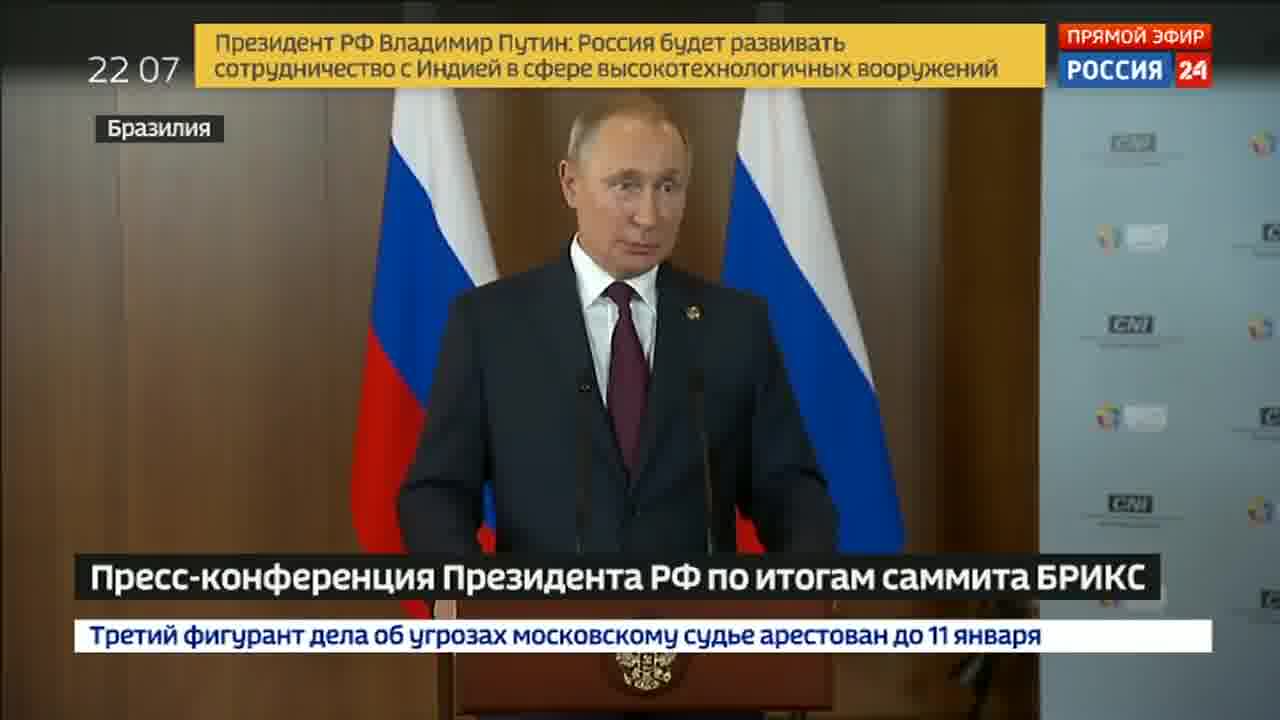 22 07
Президент РФ Владимир Путин: Россия будет развивать
сотрудничество с Индией в сфере высокотехнологичных вооружений
ПРЯМОЙ ЭФИР
РОССИЯ 24
Бразилия
CNI
CNI
CNI
Пресс-конференция Президента РФ по итогам саммита БРИКС
Третий фигурант дела об угрозах московскому судье арестован до 11 января